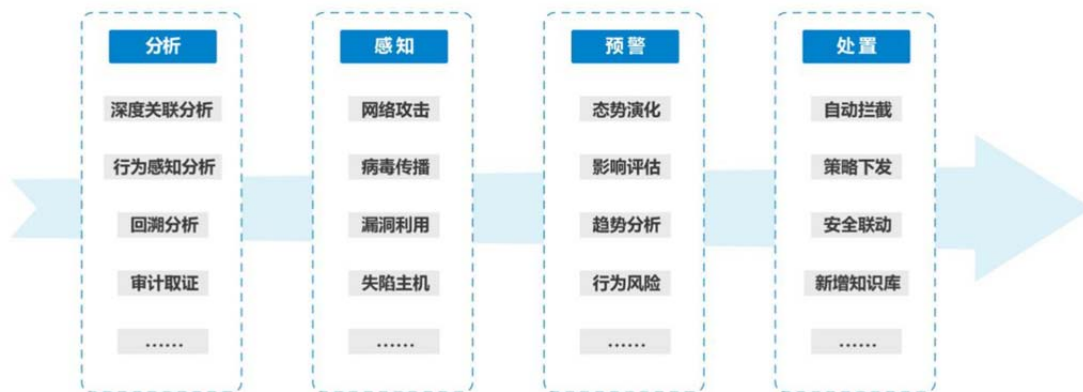 分析
深度关联分析
行为感知分析
回溯分析
审计取证
......
感知
网络攻击
病毒传播
漏洞利用
失陷主机
......
预警
态势演化
影响评估
趋势分析
行为风险
......
处置
自动拦截
策略下发
安全联动
新增知识库
......